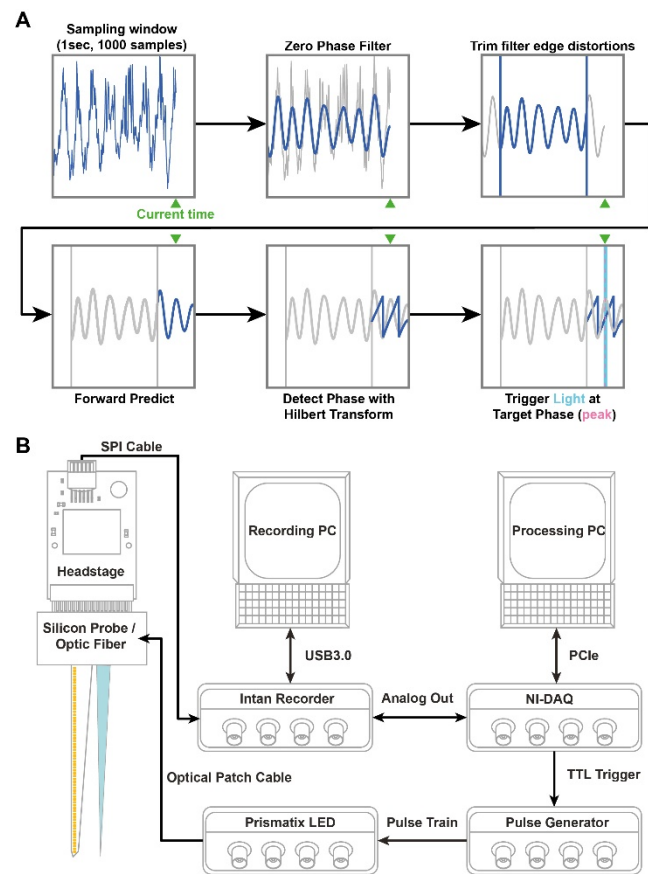 A
Sampling window
(1sec, 1000 samples)
Zero Phase Filter
Trim filter edge distortions
Current time
Forward Predict
Detect Phase with
Hilbert Transform
Trigger Light at
Target Phase (peak)
B
SPI Cable
Headstage
Silicon Probe /
Optic Fiber
Recording PC
Processing PC
USB3.0
PCIe
Intan Recorder
Analog Out
NI-DAQ
Optical Patch Cable
TTL Trigger
Prismatix LED
Pulse Train
Pulse Generator